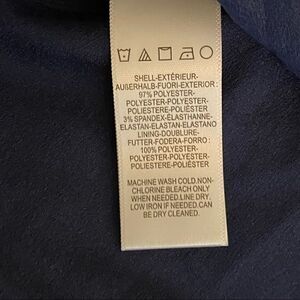 SHELL-EXTÉRIEUR-
AUßERHALB-FUORI-EXTERIOR :
97% POLYESTER-
POLYESTER-POLYESTER-
POLIESTERE-POLIÉSTER
3% SPANDEX-ÉLASTHANNE-
ELASTAN-ELASTAN-ELASTANO
LINING-DOUBLURE-
FUTTER-FODERA-FORRO :
100% POLYESTER-
POLYESTER-POLYESTER-
POLIESTERE-POLIÉSTER
MACHINE WASH COLD.NON-
CHLORINE BLEACH ONLY
WHEN NEEDED.LINE DRY.
LOW IRON IF NEEDED.CAN
BE DRY CLEANED.